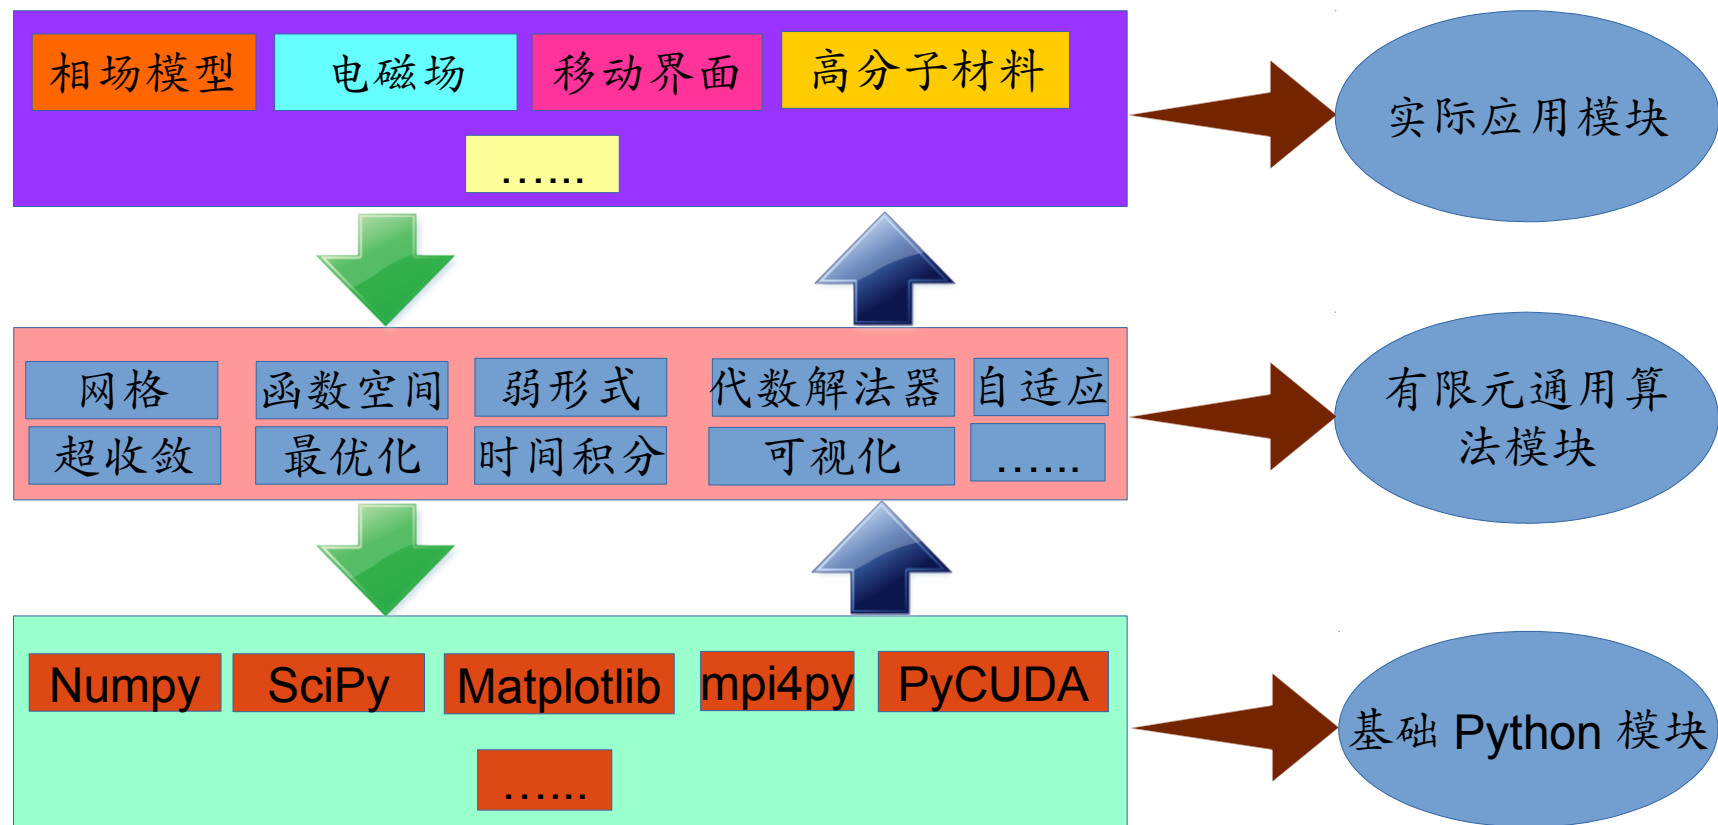 相场模型 电磁场 移动界面 高分子材料
…...
实际应用模块
网格 函数空间 弱形式 代数解法器 自适应
超收敛 最优化 时间积分 可视化 …...
有限元通用算
法模块
Numpy SciPy Matplotlib mpi4py PyCUDA
…...
基础 Python 模块